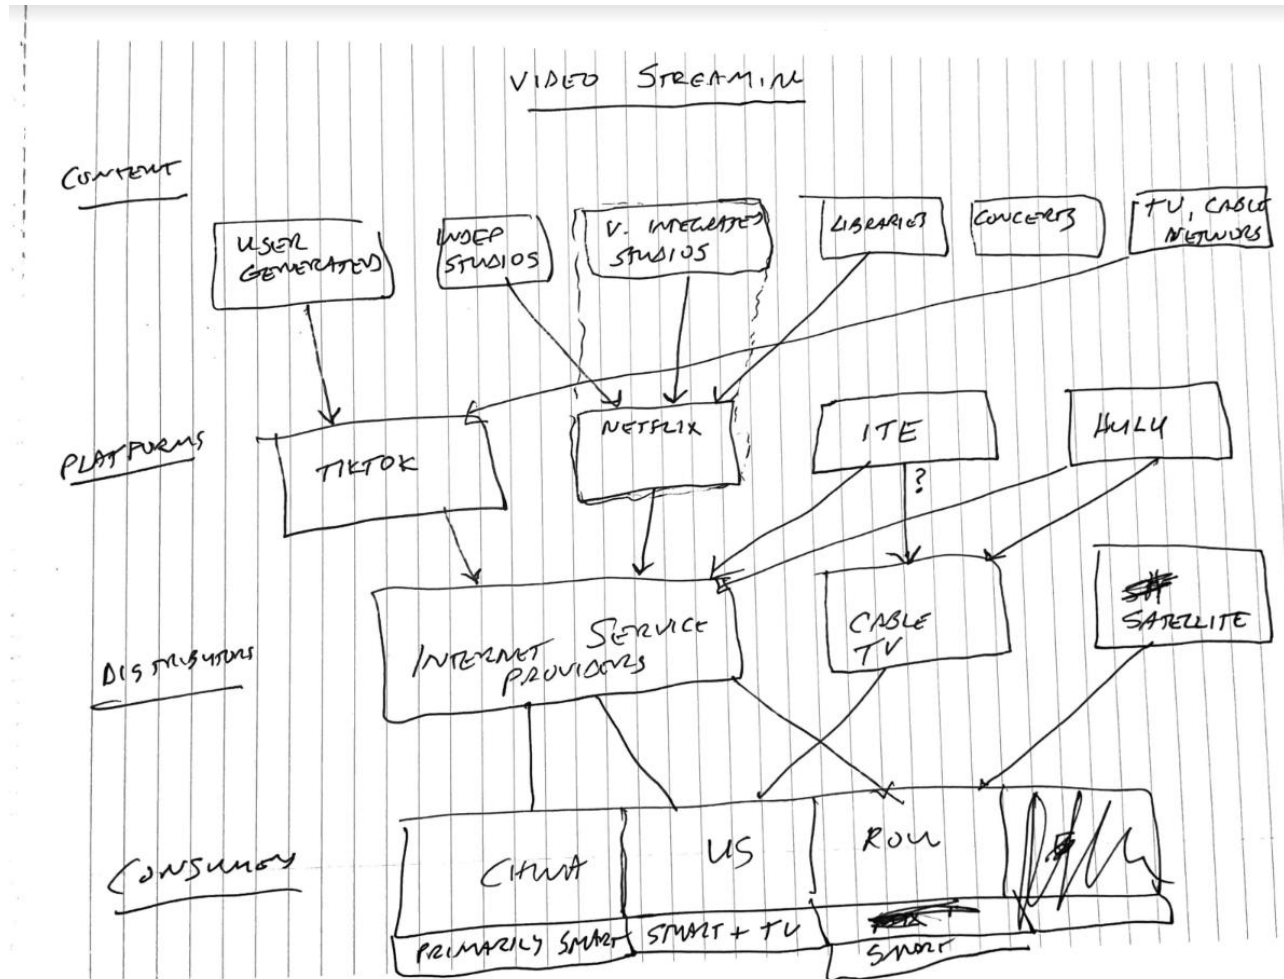 VIDEO STREAMING
CONTENT
USER
GENERATED
INDEP
STUDIOS
V. INTEGRATED
STUDIOS
LIBRARIES
CONCERTS
TV, CABLE
NETWORKS
PLATFORMS
TIKTOK
NETFLIX
ITE
HULU
?
DISTRIBUTORS
INTERNET SERVICE
PROVIDERS
CABLE
TV
SATELLITE
CONSUMERS
CHINA
US
ROW
PRIMARILY SMART
SMART + TV
SMART